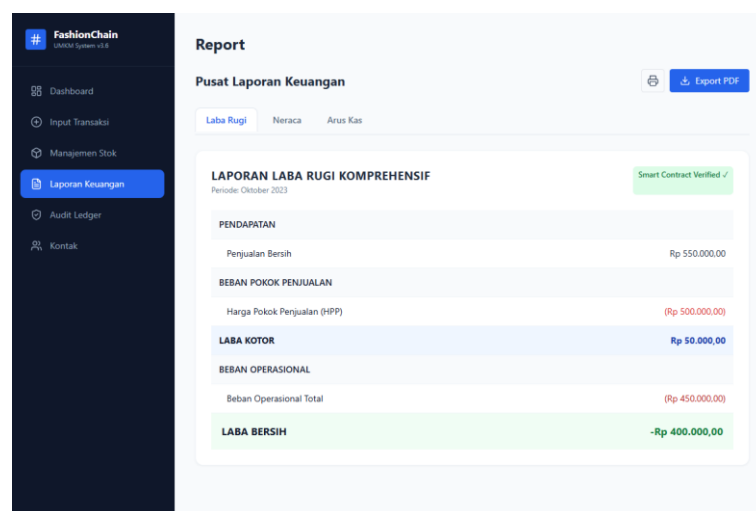 #
FashionChain
UMKM System v3.8
Dashboard
Input Transaksi
Manajemen Stok
Laporan Keuangan
Audit Ledger
Kontak
Report
Pusat Laporan Keuangan
Export PDF
Laba Rugi Neraca Arus Kas
LAPORAN LABA RUGI KOMPREHENSIF
Periode: Oktober 2023
Smart Contract Verified ✓
PENDAPATAN
Penjualan Bersih Rp 550.000,00
BEBAN POKOK PENJUALAN
Harga Pokok Penjualan (HPP) (Rp 500.000,00)
LABA KOTOR Rp 50.000,00
BEBAN OPERASIONAL
Beban Operasional Total (Rp 450.000,00)
LABA BERSIH -Rp 400.000,00